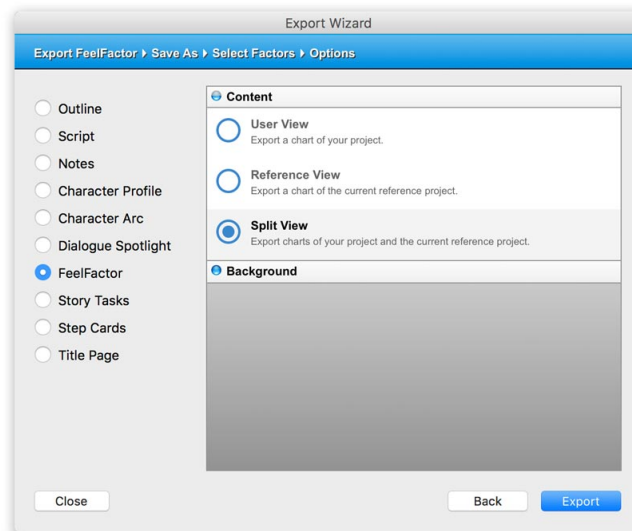 Export Wizard
Export FeelFactor ▸ Save As ▸ Select Factors ▸ Options
Outline
Script
Notes
Character Profile
Character Arc
Dialogue Spotlight
FeelFactor
Story Tasks
Step Cards
Title Page
Content
User View
Export a chart of your project.
Reference View
Export a chart of the current reference project.
Split View
Export charts of your project and the current reference project.
Background
Close
Back
Export